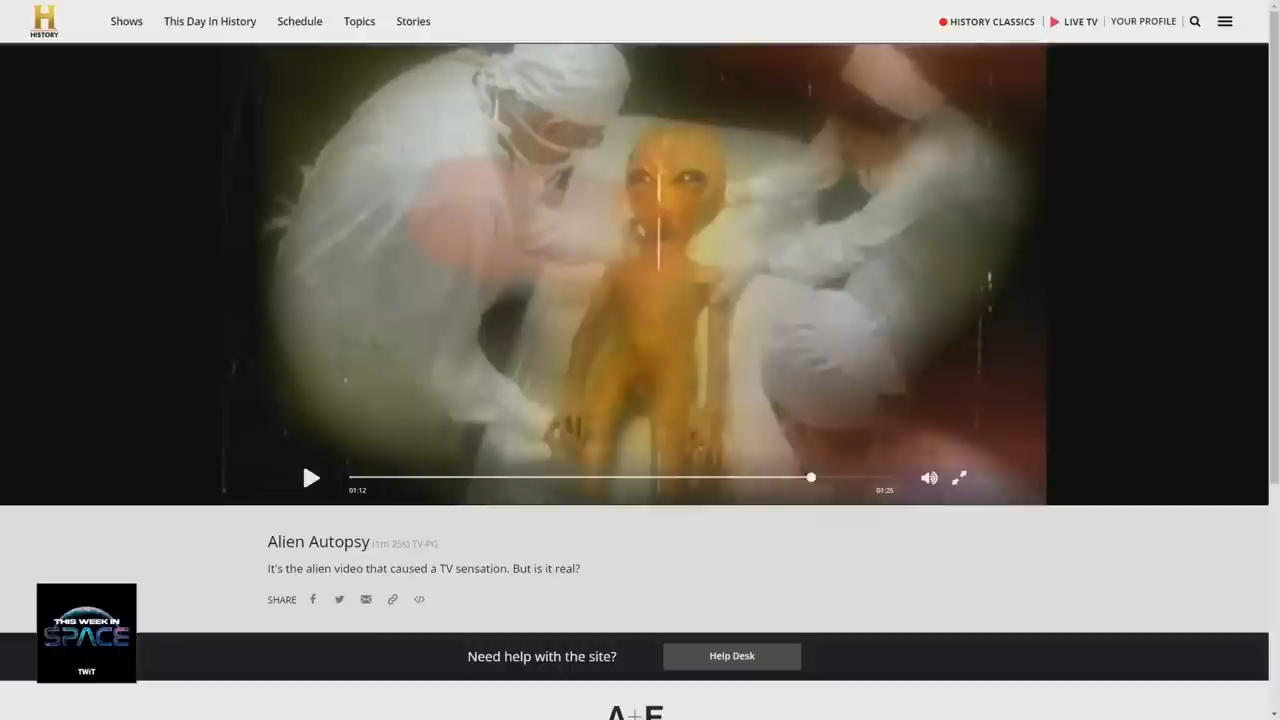 HISTORY
Shows
This Day In History
Schedule
Topics
Stories
HISTORY CLASSICS
LIVE TV
YOUR PROFILE
01:12
01:25
Alien Autopsy (1m 25s) TV-PG
It's the alien video that caused a TV sensation. But is it real?
SHARE
THIS WEEK IN
SPACE
TWiT
Need help with the site?
Help Desk
A+E